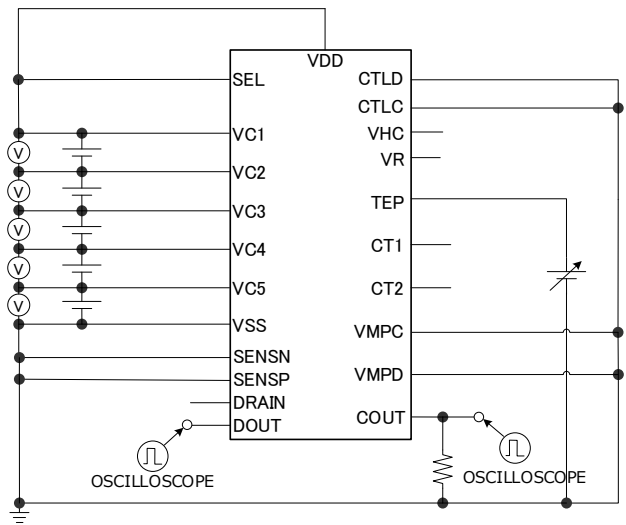 VDD
SEL
VC1
V
VC2
V
VC3
V
VC4
V
VC5
V
VSS
SENSN
SENSP
DRAIN
DOUT
OSCILLOSCOPE
CTLD
CTLC
VHC
VR
TEP
CT1
CT2
VMPC
VMPD
COUT
OSCILLOSCOPE